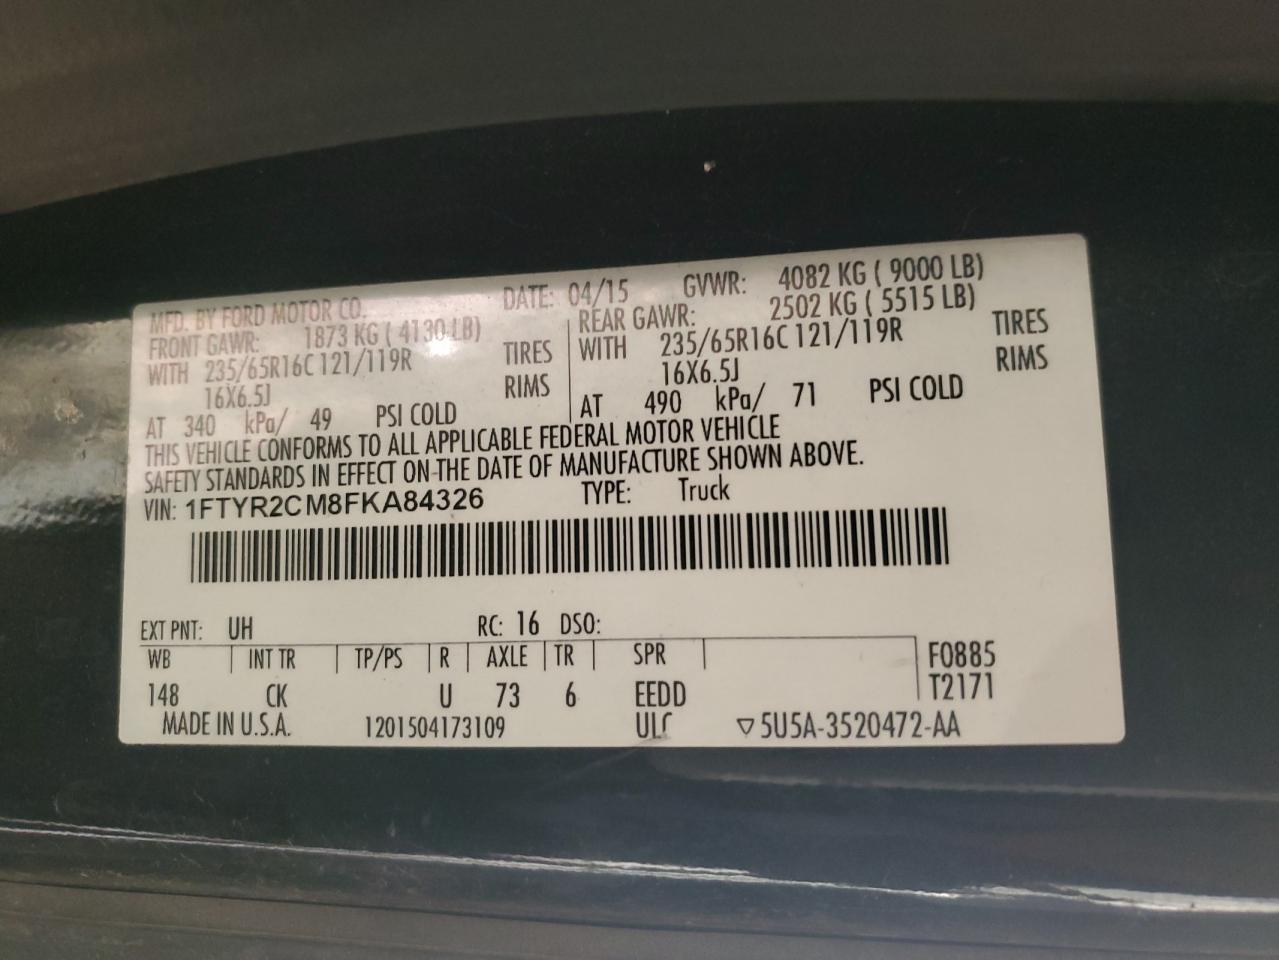 MFD. BY FORD MOTOR CO. DATE: 04/15 GVWR: 4082 KG ( 9000 LB)
FRONT GAWR: 1873 KG ( 4130 LB)
WITH 235/65R16C 121/119R TIRES
16X6.5J RIMS
AT 340 kPa/ 49 PSI COLD
REAR GAWR: 2502 KG ( 5515 LB)
WITH 235/65R16C 121/119R TIRES
16X6.5J RIMS
AT 490 kPa/ 71 PSI COLD
THIS VEHICLE CONFORMS TO ALL APPLICABLE FEDERAL MOTOR VEHICLE
SAFETY STANDARDS IN EFFECT ON THE DATE OF MANUFACTURE SHOWN ABOVE.
VIN: 1FTYR2CM8FKA84326 TYPE: Truck
EXT PNT: UH RC: 16 DSO:
WB INT TR TP/PS R AXLE TR SPR F0885
148 CK U 73 6 EEDD T2171
MADE IN U.S.A. 1201504173109 ULC ▽5U5A-3520472-AA